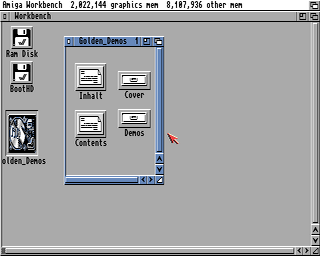 Amiga Workbench  2,022,144 graphics mem  8,107,936 other mem
Workbench
Ram Disk
BootHD
olden_Demos
Golden_Demos  1
Inhalt
Cover
Contents
Demos